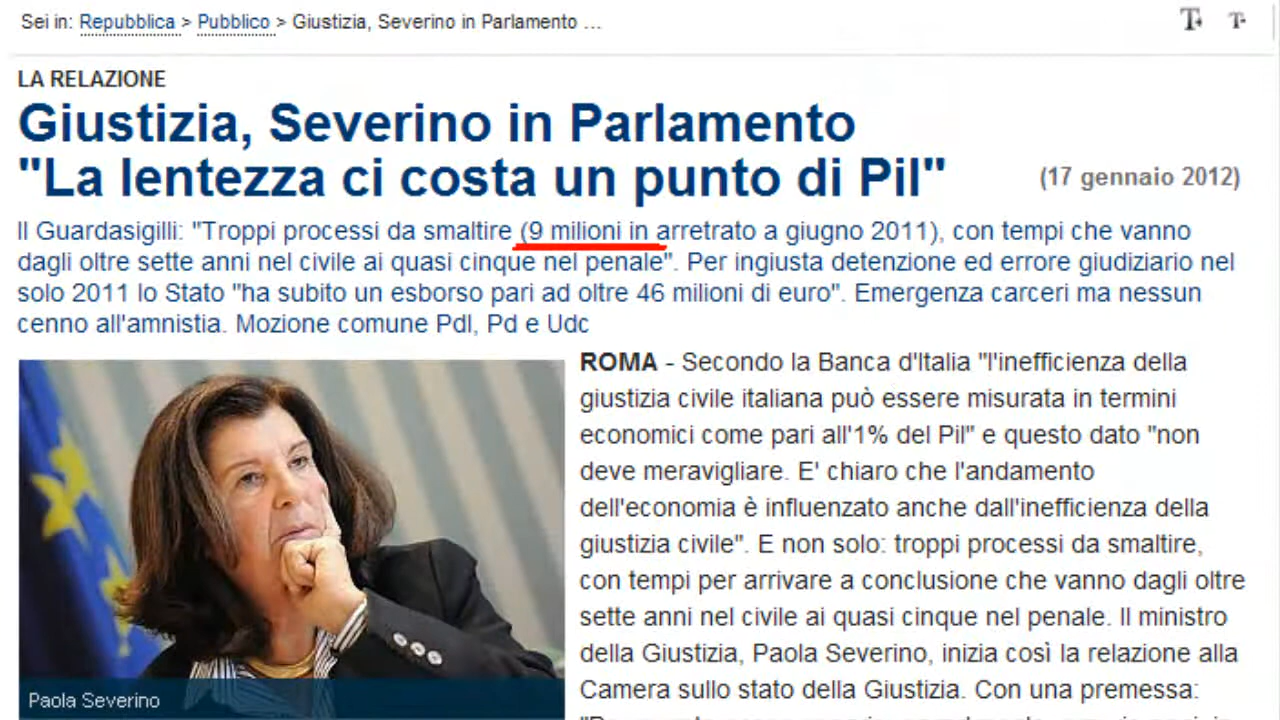 Sei in: Repubblica > Pubblico > Giustizia, Severino in Parlamento ...
T T
LA RELAZIONE
Giustizia, Severino in Parlamento
"La lentezza ci costa un punto di Pil" (17 gennaio 2012)
Il Guardasigilli: "Troppi processi da smaltire (9 milioni in arretrato a giugno 2011), con tempi che vanno
dagli oltre sette anni nel civile ai quasi cinque nel penale". Per ingiusta detenzione ed errore giudiziario nel
solo 2011 lo Stato "ha subito un esborso pari ad oltre 46 milioni di euro". Emergenza carceri ma nessun
cenno all'amnistia. Mozione comune Pdl, Pd e Udc
ROMA - Secondo la Banca d'Italia "l'inefficienza della
giustizia civile italiana può essere misurata in termini
economici come pari all'1% del Pil" e questo dato "non
deve meravigliare. E' chiaro che l'andamento
dell'economia è influenzato anche dall'inefficienza della
giustizia civile". E non solo: troppi processi da smaltire,
con tempi per arrivare a conclusione che vanno dagli oltre
sette anni nel civile ai quasi cinque nel penale. Il ministro
della Giustizia, Paola Severino, inizia così la relazione alla
Camera sullo stato della Giustizia. Con una premessa:
Paola Severino